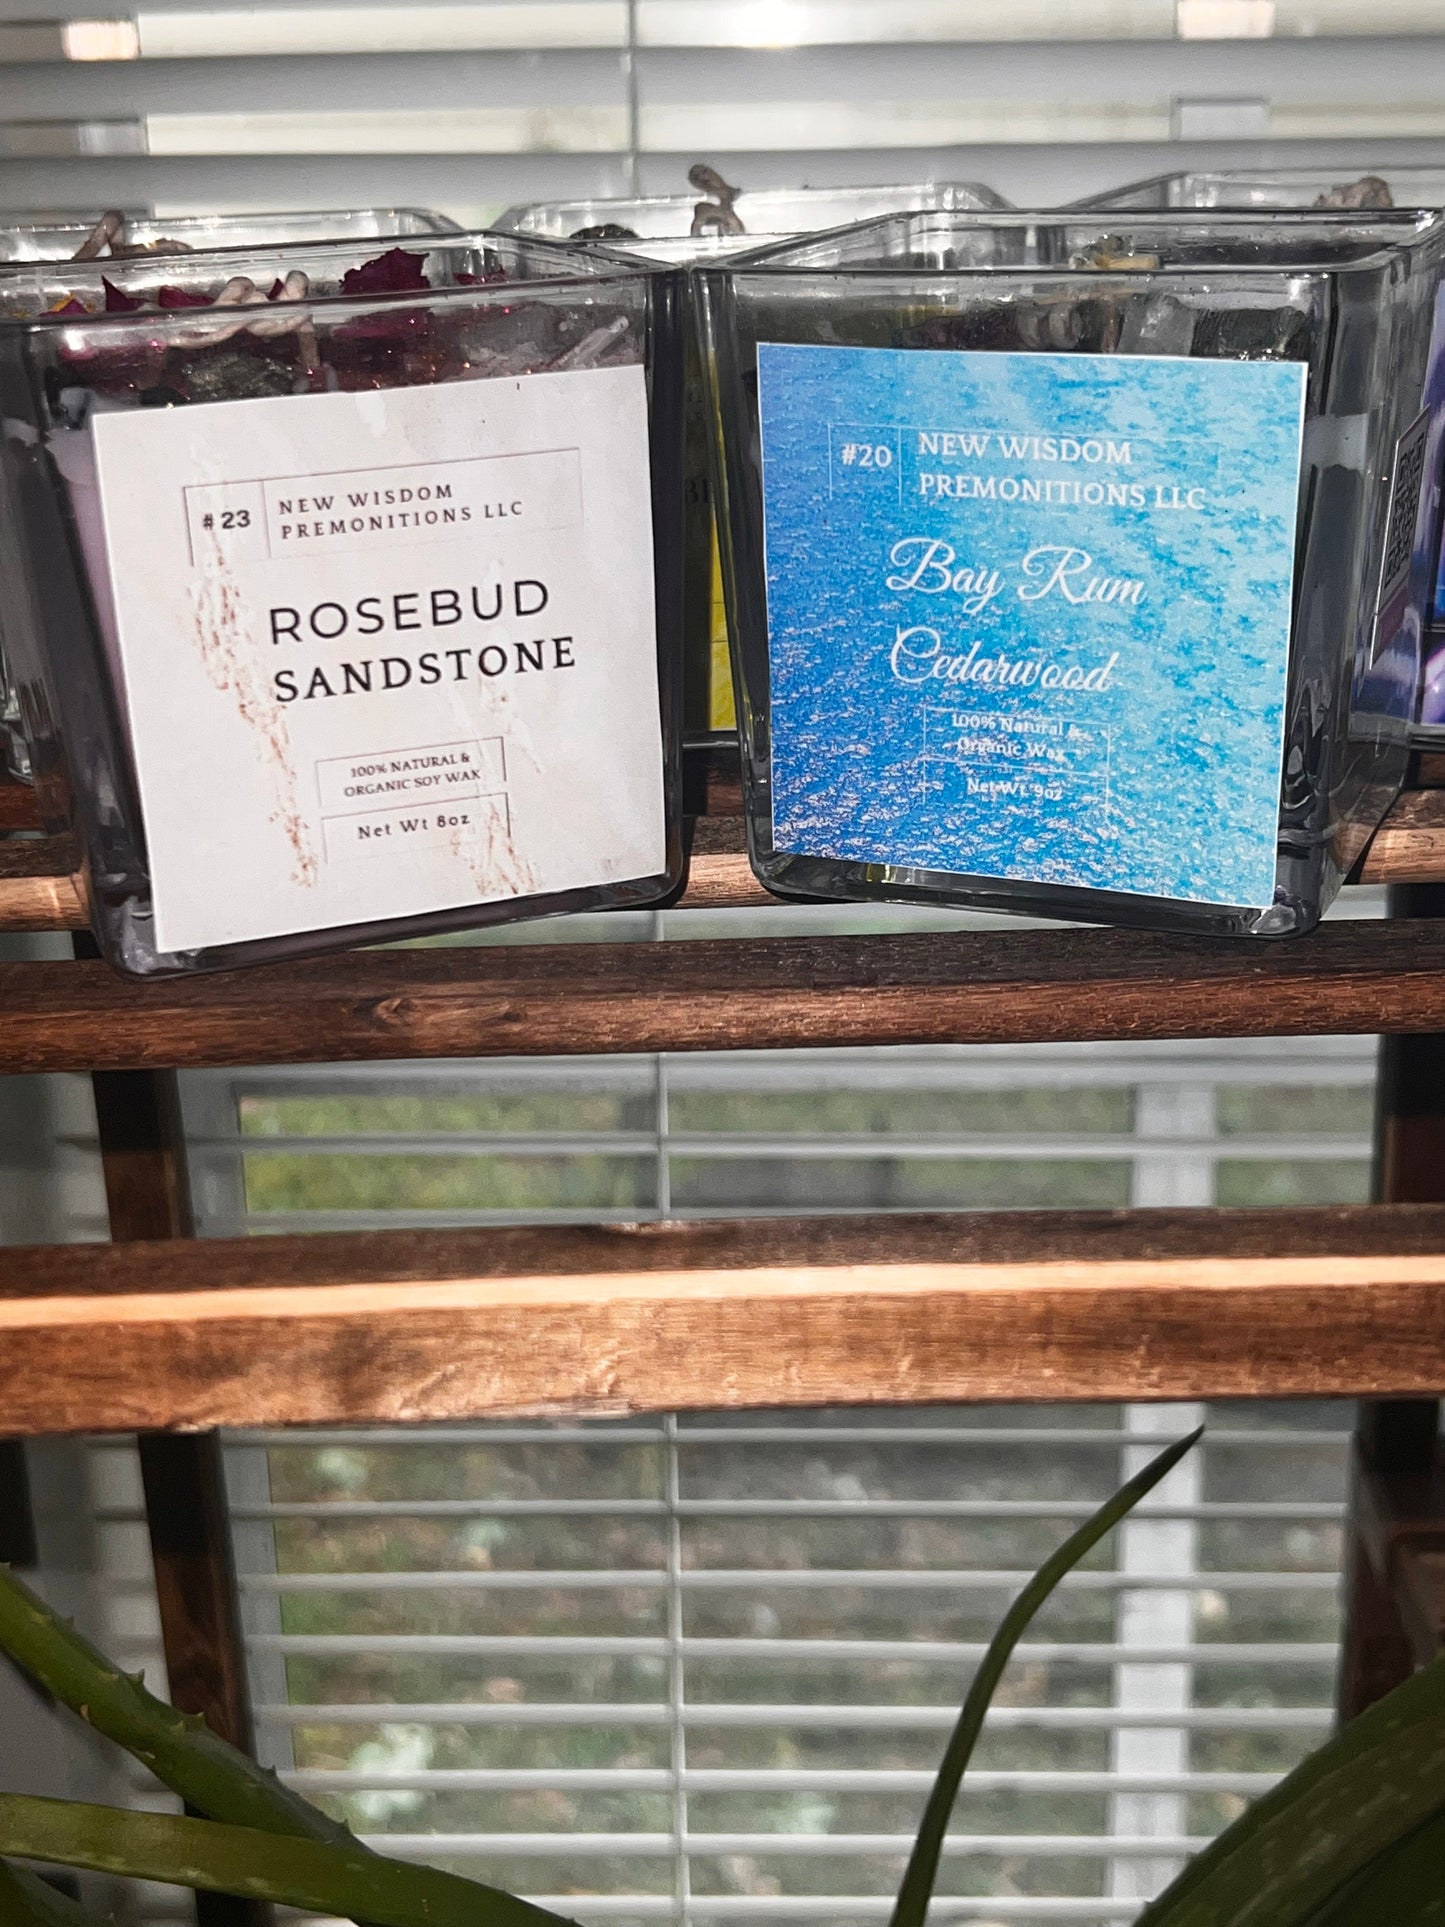 #23
NEW WISDOM
PREMONITIONS LLC
ROSEBUD
SANDSTONE
100% NATURAL &
ORGANIC SOY WAX
Net Wt 8oz
#20
NEW WISDOM
PREMONITIONS LLC
Bay Rum
Cedarwood
100% Natural &
Organic Wax
Net Wt 9oz